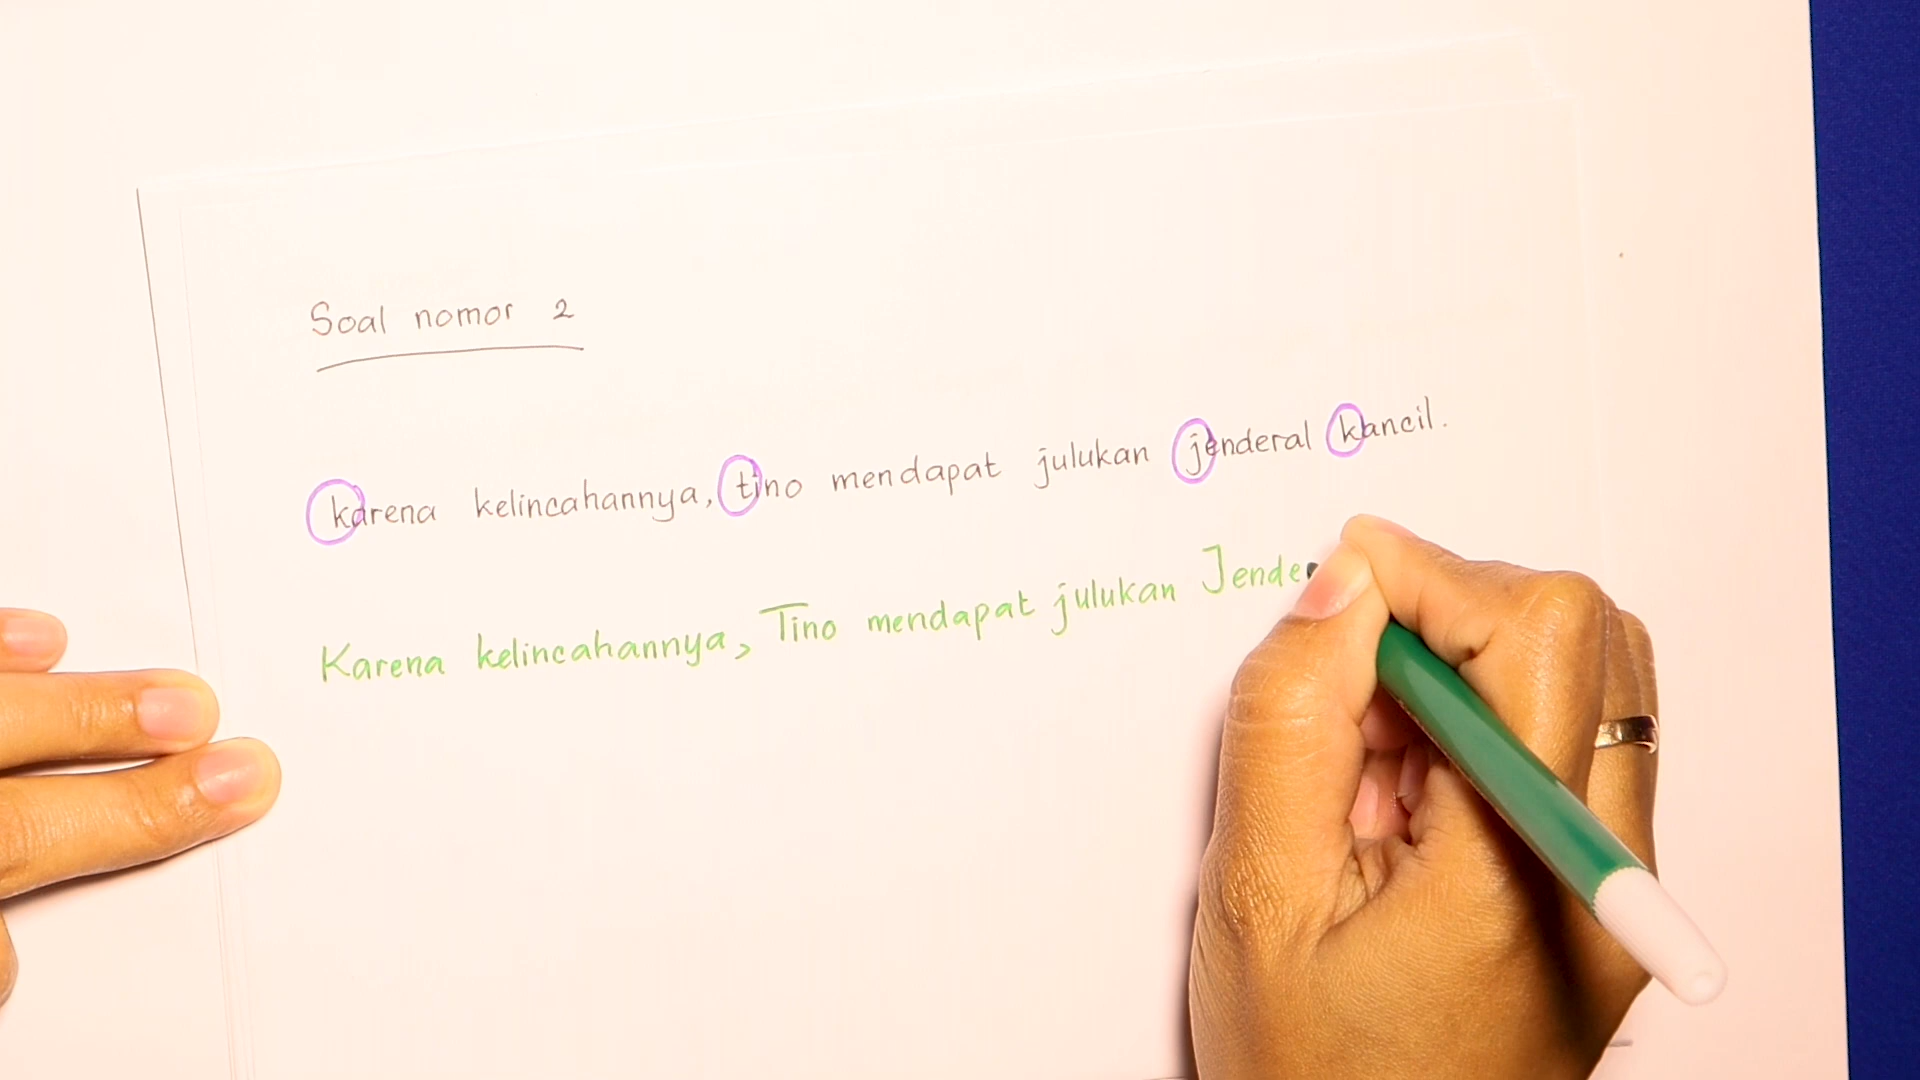 Soal nomor 2
karena kelincahannya, tino mendapat julukan jenderal kancil.
Karena kelincahannya, Tino mendapat julukan Jende